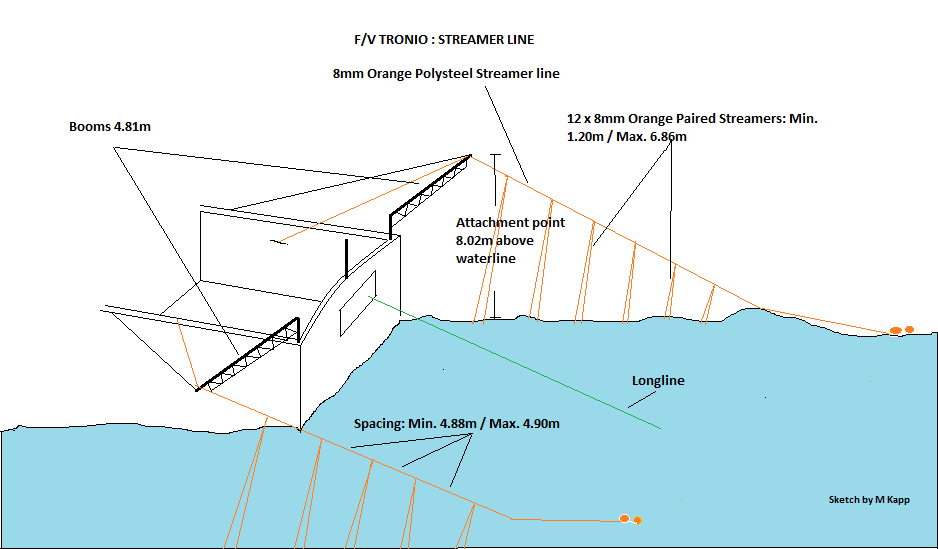 F/V TRONIO : STREAMER LINE
8mm Orange Polysteel Streamer line
Booms 4.81m
12 x 8mm Orange Paired Streamers: Min.
1.20m / Max. 6.86m
Attachment point
8.02m above
waterline
Longline
Spacing: Min. 4.88m / Max. 4.90m
Sketch by M Kapp